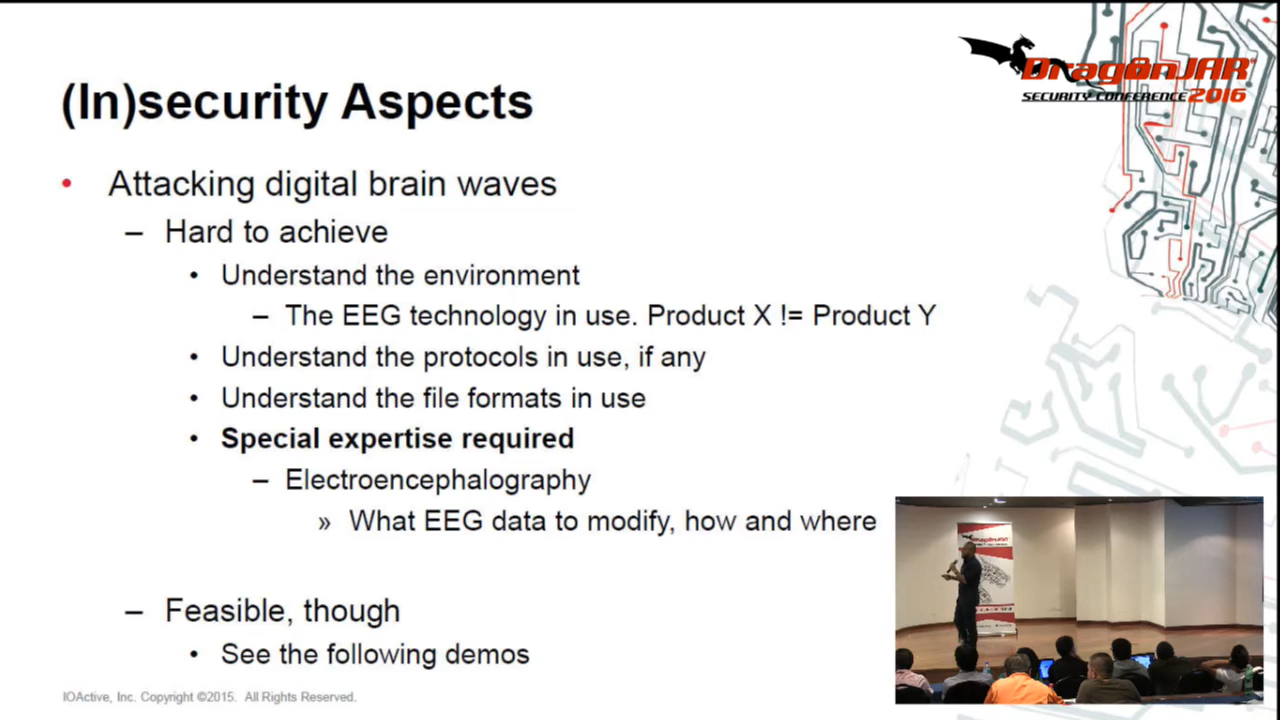 DragonJAR
SECURITY CONFERENCE 2016
(In)security Aspects
• Attacking digital brain waves
– Hard to achieve
• Understand the environment
– The EEG technology in use. Product X != Product Y
• Understand the protocols in use, if any
• Understand the file formats in use
• Special expertise required
– Electroencephalography
» What EEG data to modify, how and where
– Feasible, though
• See the following demos
IOActive, Inc. Copyright ©2015. All Rights Reserved.